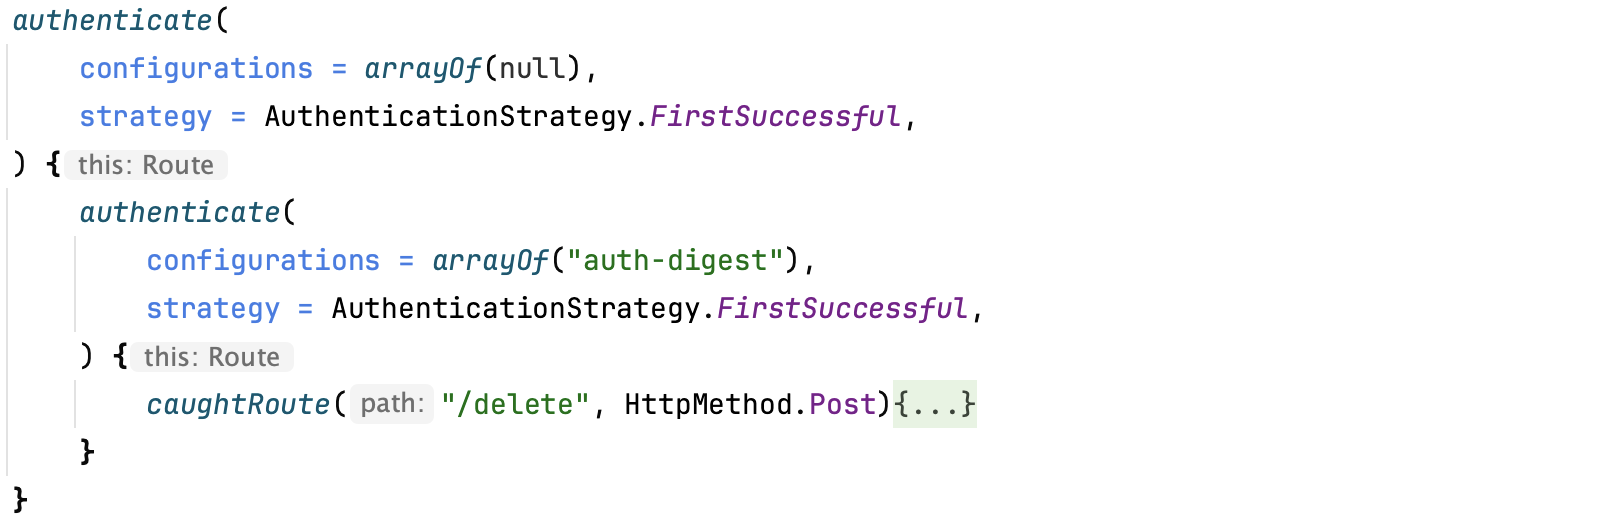 authenticate(
    configurations = arrayOf(null),
    strategy = AuthenticationStrategy.FirstSuccessful,
) { this: Route
    authenticate(
        configurations = arrayOf("auth-digest"),
        strategy = AuthenticationStrategy.FirstSuccessful,
    ) { this: Route
        caughtRoute( path: "/delete", HttpMethod.Post){...}
    }
}